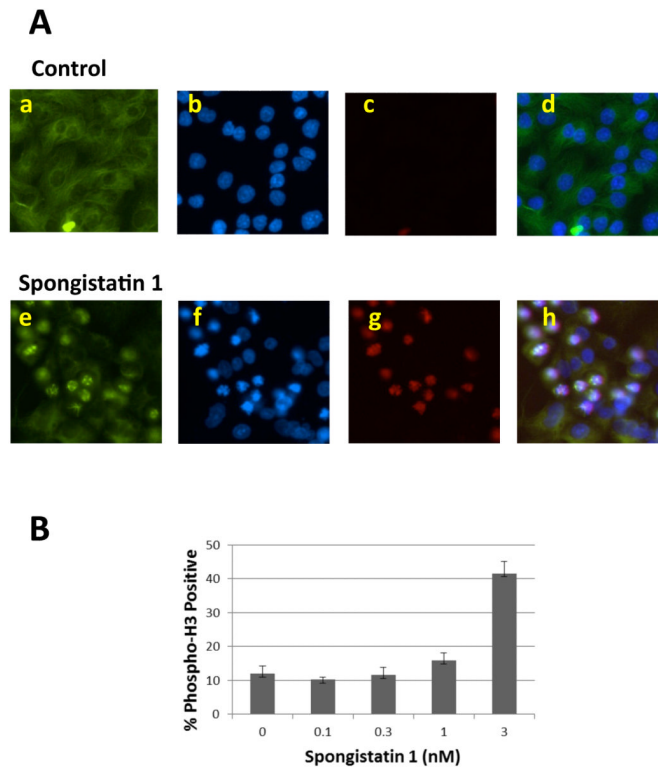 A
Control
a b c d
Spongistatin 1
e f g h
B
50
40
30
20
10
0
% Phospho-H3 Positive
0 0.1 0.3 1 3
Spongistatin 1 (nM)